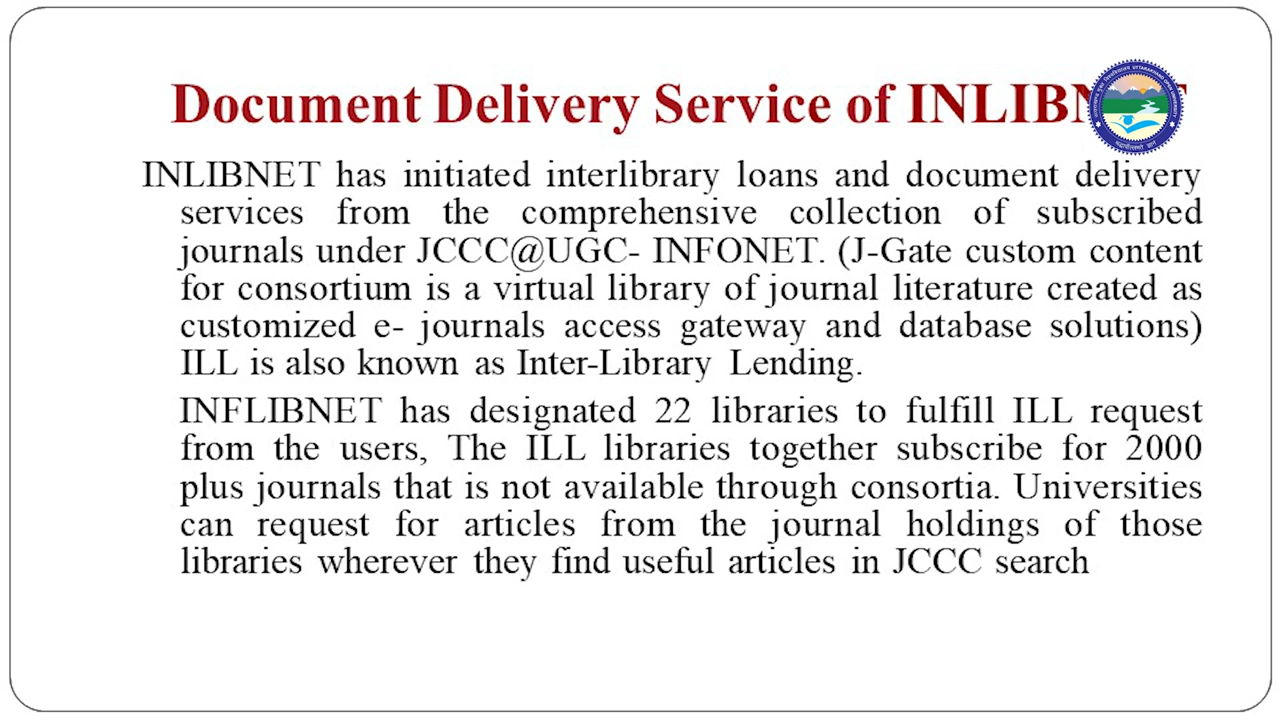 Document Delivery Service of INLIBNET
INLIBNET has initiated interlibrary loans and document delivery
services from the comprehensive collection of subscribed
journals under JCCC@UGC- INFONET. (J-Gate custom content
for consortium is a virtual library of journal literature created as
customized e- journals access gateway and database solutions)
ILL is also known as Inter-Library Lending.
INFLIBNET has designated 22 libraries to fulfill ILL request
from the users, The ILL libraries together subscribe for 2000
plus journals that is not available through consortia. Universities
can request for articles from the journal holdings of those
libraries wherever they find useful articles in JCCC search